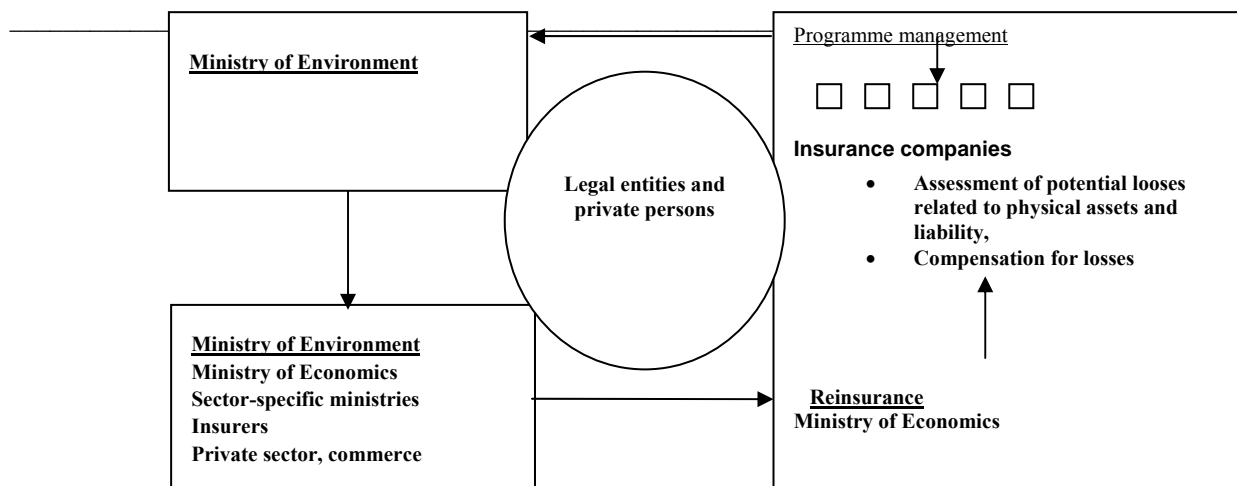 Ministry of Environment
Programme management
Insurance companies
• Assessment of potential looses
related to physical assets and
liability,
• Compensation for losses
Legal entities and
private persons
Ministry of Environment
Ministry of Economics
Sector-specific ministries
Insurers
Private sector, commerce
Reinsurance
Ministry of Economics